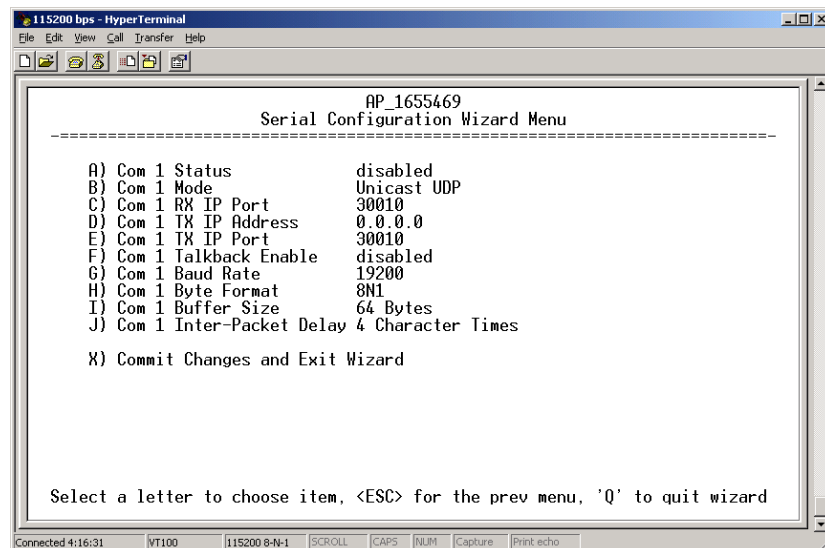 115200 bps - HyperTerminal
File Edit View Call Transfer Help
AP_1655469
Serial Configuration Wizard Menu
-==========================================================================-
A) Com 1 Status disabled
B) Com 1 Mode Unicast UDP
C) Com 1 RX IP Port 30010
D) Com 1 TX IP Address 0.0.0.0
E) Com 1 TX IP Port 30010
F) Com 1 Talkback Enable disabled
G) Com 1 Baud Rate 19200
H) Com 1 Byte Format 8N1
I) Com 1 Buffer Size 64 Bytes
J) Com 1 Inter-Packet Delay 4 Character Times
X) Commit Changes and Exit Wizard
Select a letter to choose item, <ESC> for the prev menu, 'Q' to quit wizard
Connected 4:16:31 VT100 115200 8-N-1 SCROLL CAPS NUM Capture Print echo